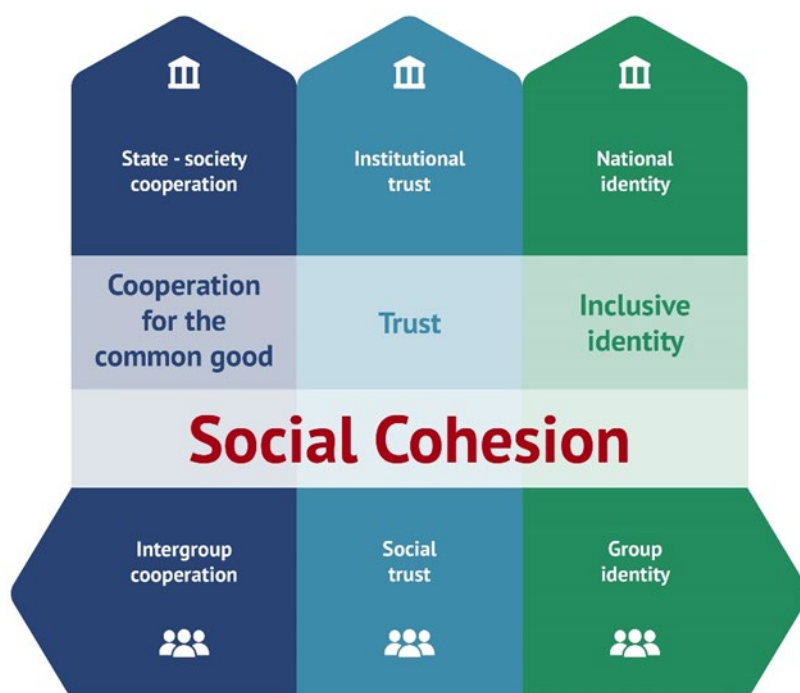 State - society
cooperation
Institutional
trust
National
identity
Cooperation
for the
common good
Trust
Inclusive
identity
Social Cohesion
Intergroup
cooperation
Social
trust
Group
identity